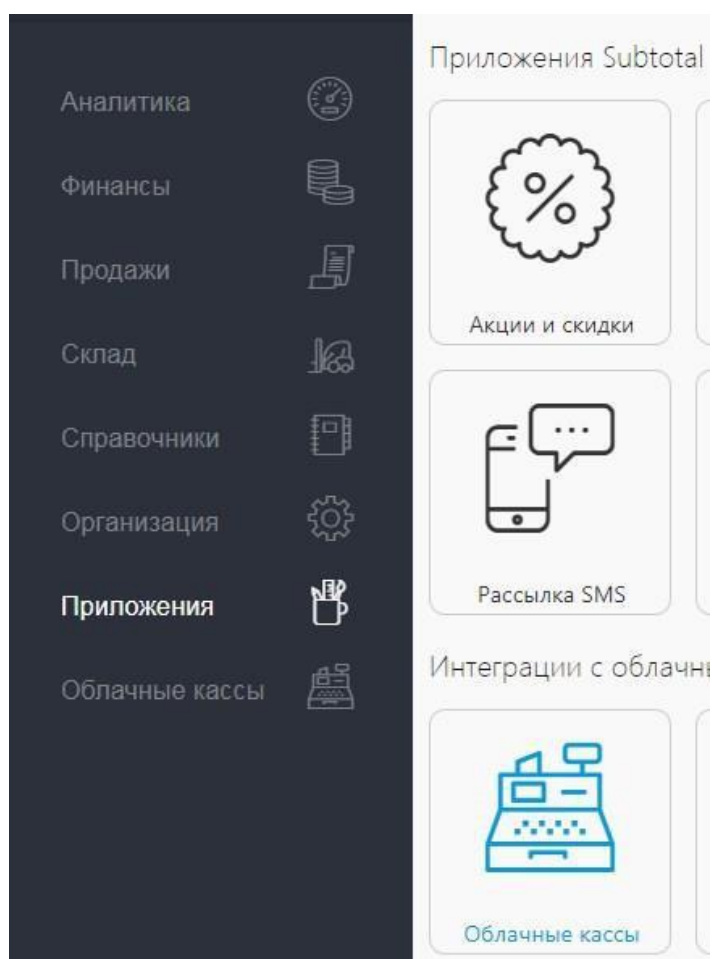 Аналитика
Финансы
Продажи
Склад
Справочники
Организация
Приложения
Облачные кассы
Приложения Subtotal
Акции и скидки
Рассылка SMS
Интеграции с облачн
Облачные кассы